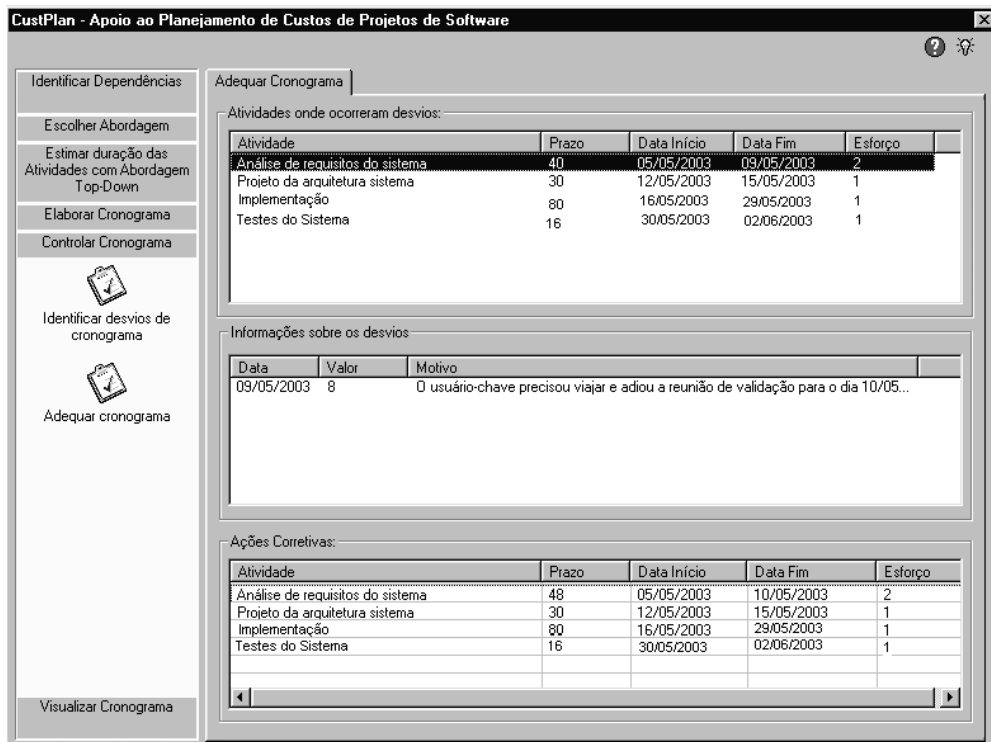 CustPlan - Apoio ao Planejamento de Custos de Projetos de Software
Identificar Dependências
Escolher Abordagem
Estimar duração das
Atividades com Abordagem
Top-Down
Elaborar Cronograma
Controlar Cronograma
Identificar desvios de
cronograma
Adequar cronograma
Visualizar Cronograma
Adequar Cronograma
Atividades onde ocorreram desvios:
Atividade Prazo Data Início Data Fim Esforço
Análise de requisitos do sistema 40 05/05/2003 09/05/2003 2
Projeto da arquitetura sistema 30 12/05/2003 15/05/2003 1
Implementação 80 16/05/2003 29/05/2003 1
Testes do Sistema 16 30/05/2003 02/06/2003 1
Informações sobre os desvios
Data Valor Motivo
09/05/2003 8 O usuário-chave precisou viajar e adiou a reunião de validação para o dia 10/05...
Ações Corretivas:
Atividade Prazo Data Início Data Fim Esforço
Análise de requisitos do sistema 48 05/05/2003 10/05/2003 2
Projeto da arquitetura sistema 30 12/05/2003 15/05/2003 1
Implementação 80 16/05/2003 29/05/2003 1
Testes do Sistema 16 30/05/2003 02/06/2003 1